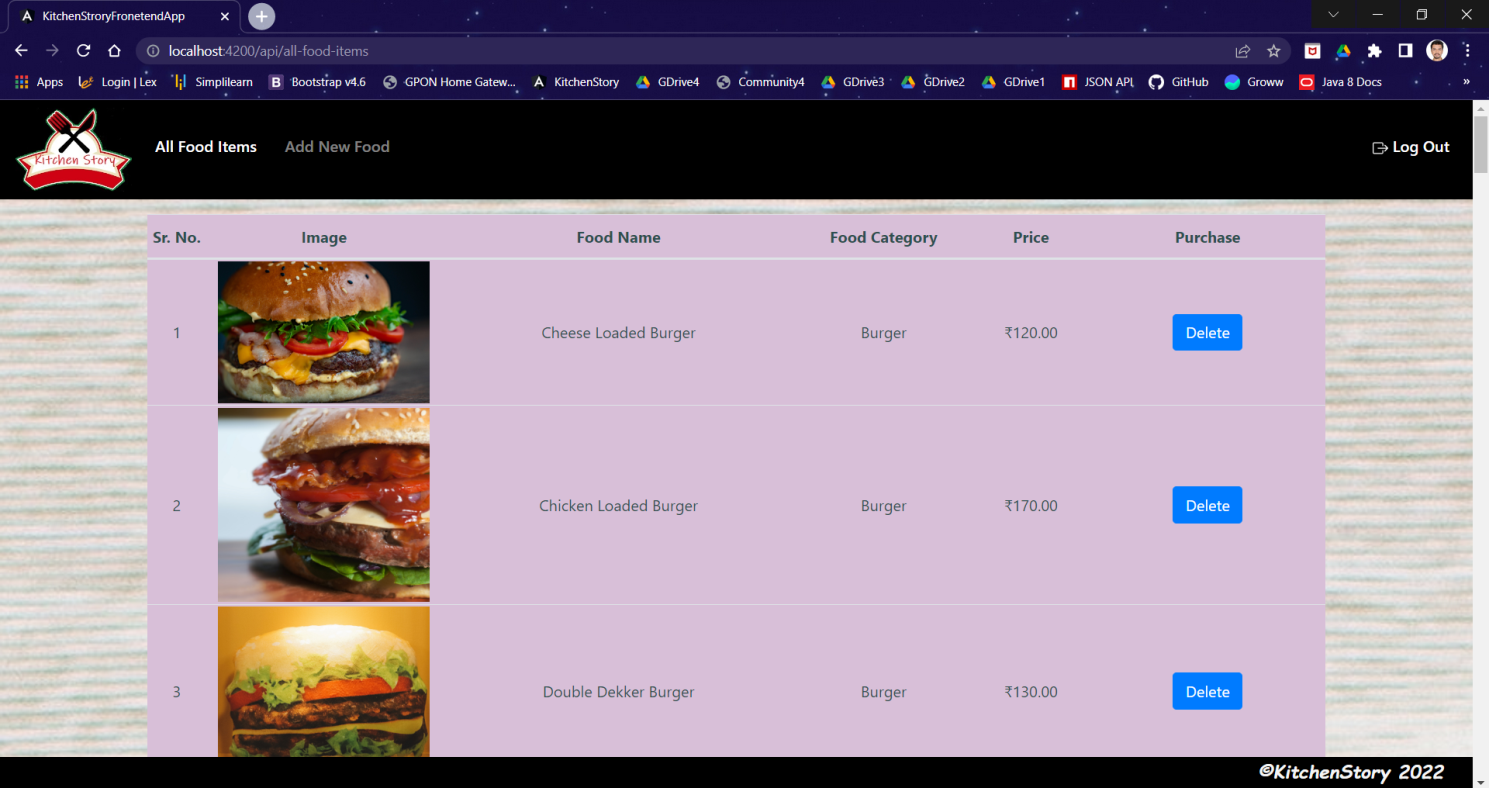 KitchenStroryFronetendApp
localhost:4200/api/all-food-items
Apps Login | Lex Simplilearn Bootstrap v4.6 GPON Home Gatew... KitchenStory GDrive4 Community4 GDrive3 GDrive2 GDrive1 JSON API GitHub Groww Java 8 Docs »
Kitchen Story All Food Items Add New Food Log Out
Sr. No. Image Food Name Food Category Price Purchase
1 Cheese Loaded Burger Burger ₹120.00 Delete
2 Chicken Loaded Burger Burger ₹170.00 Delete
3 Double Dekker Burger Burger ₹130.00 Delete
©KitchenStory 2022